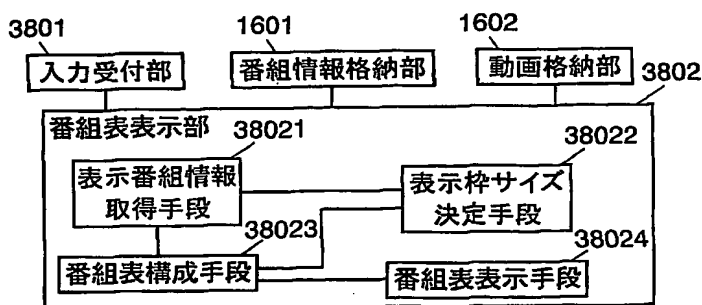 3801
1601
1602
入力受付部
番組情報格納部
動画格納部
3802
番組表表示部
38021
38022
表示番組情報
取得手段
表示枠サイズ
決定手段
38023
38024
番組表構成手段
番組表表示手段